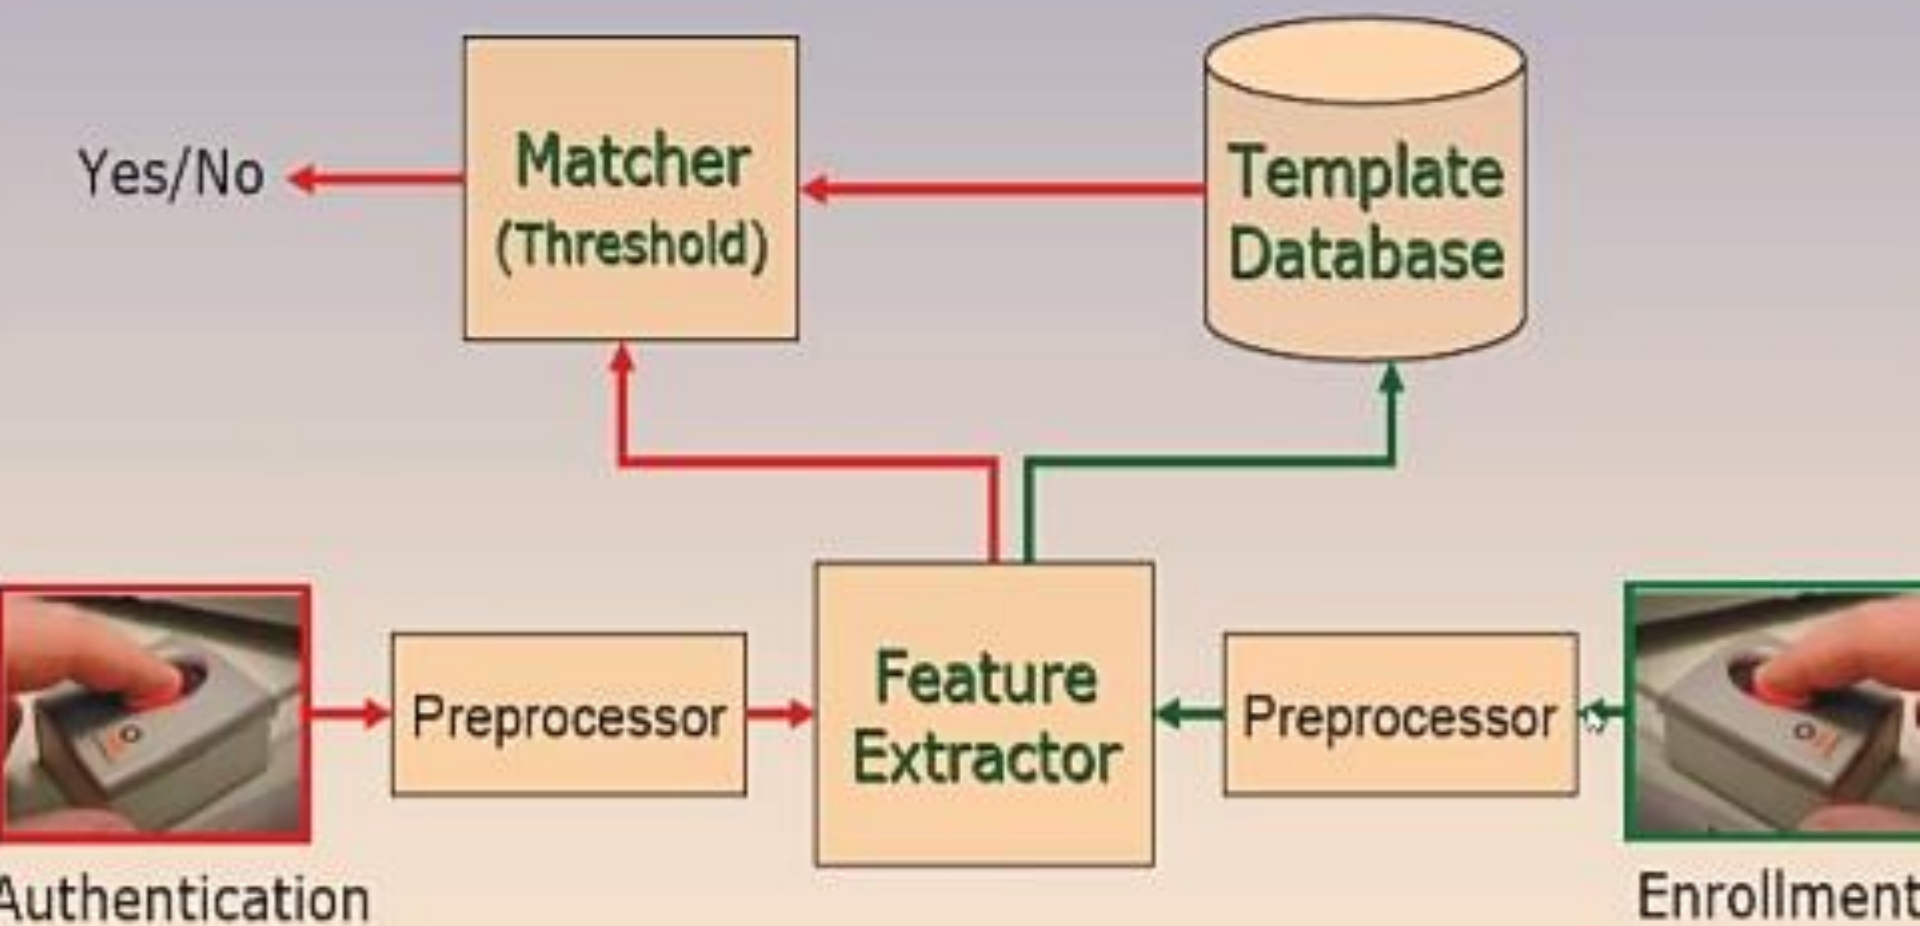 Yes/No
Matcher
(Threshold)
Template
Database
Feature
Extractor
Preprocessor
Preprocessor
Authentication
Enrollment